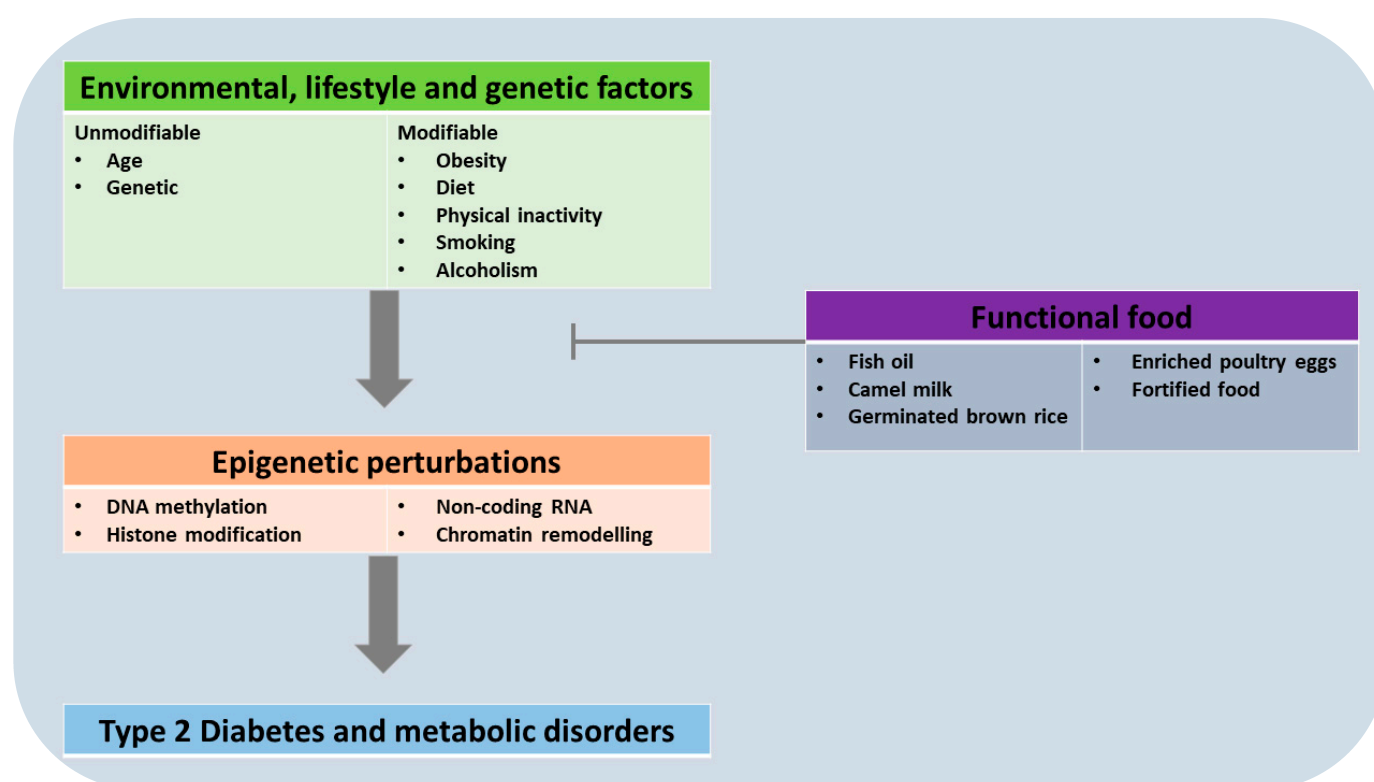 Environmental, lifestyle and genetic factors
Unmodifiable
• Age
• Genetic
Modifiable
• Obesity
• Diet
• Physical inactivity
• Smoking
• Alcoholism
Functional food
• Fish oil
• Camel milk
• Germinated brown rice
• Enriched poultry eggs
• Fortified food
Epigenetic perturbations
• DNA methylation
• Histone modification
• Non-coding RNA
• Chromatin remodelling
Type 2 Diabetes and metabolic disorders